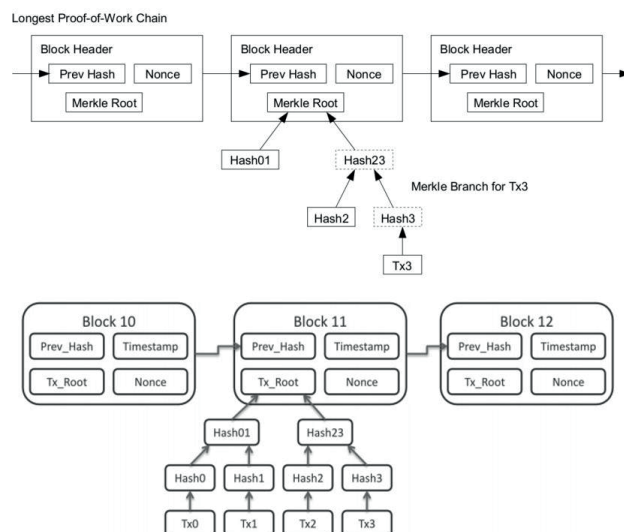 Longest Proof-of-Work Chain
Block Header Block Header Block Header
Prev Hash Nonce Prev Hash Nonce Prev Hash Nonce
Merkle Root Merkle Root Merkle Root
Hash01 Hash23
Merkle Branch for Tx3
Hash2 Hash3
Tx3
Block 10 Block 11 Block 12
Prev_Hash Timestamp Prev_Hash Timestamp Prev_Hash Timestamp
Tx_Root Nonce Tx_Root Nonce Tx_Root Nonce
Hash01 Hash23
Hash0 Hash1 Hash2 Hash3
Tx0 Tx1 Tx2 Tx3